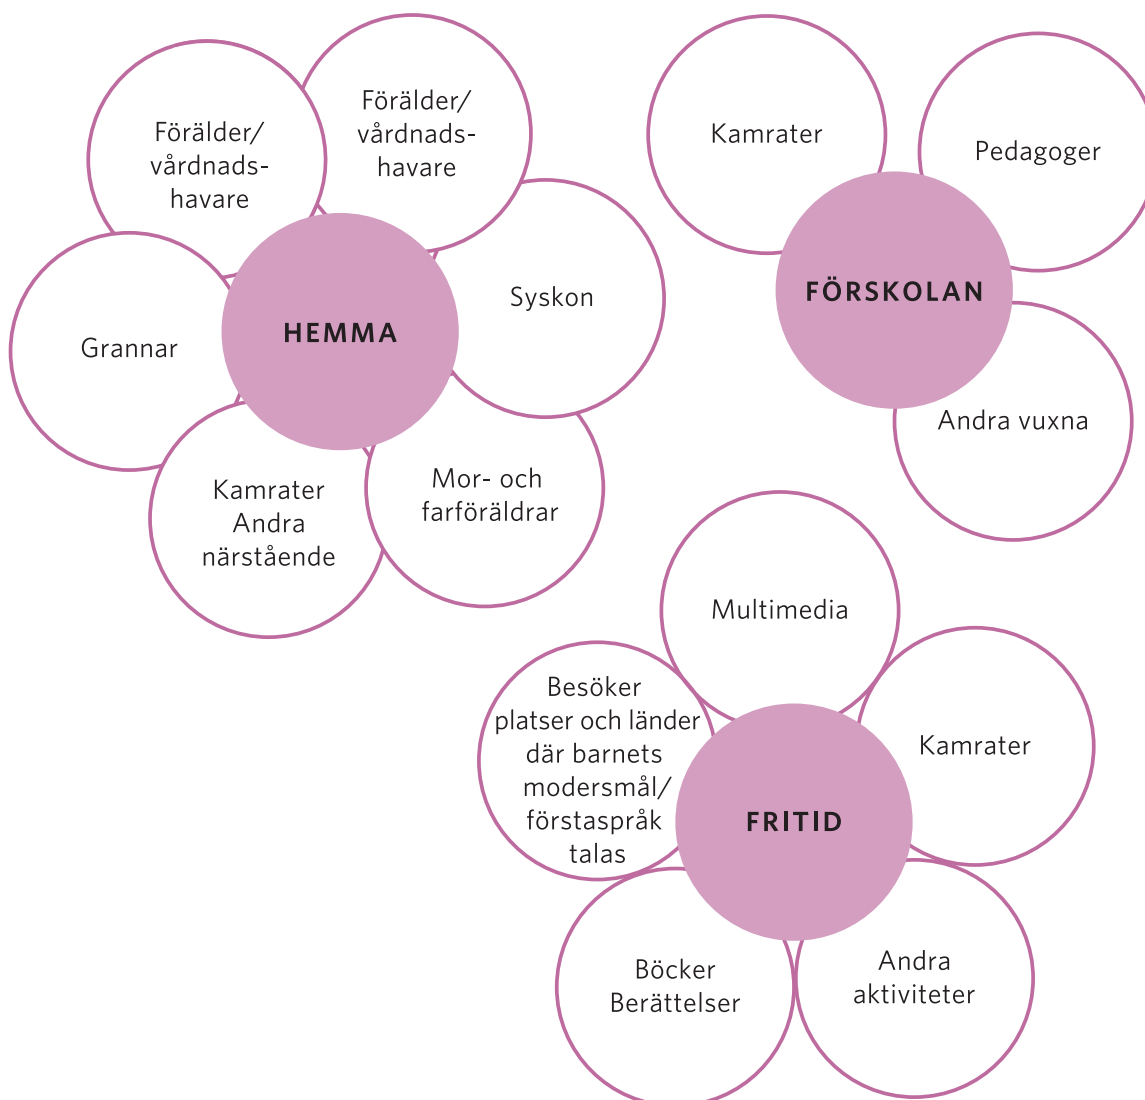 Förälder/
vårdnads-
havare
Förälder/
vårdnads-
havare
Syskon
Grannar
HEMMA
Kamrater
Andra
närstående
Mor- och
farföräldrar
Kamrater
Pedagoger
FÖRSKOLAN
Andra vuxna
Multimedia
Besöker
platser och länder
där barnets
modersmål/
förstaspråk
talas
Kamrater
FRITID
Böcker
Berättelser
Andra
aktiviteter